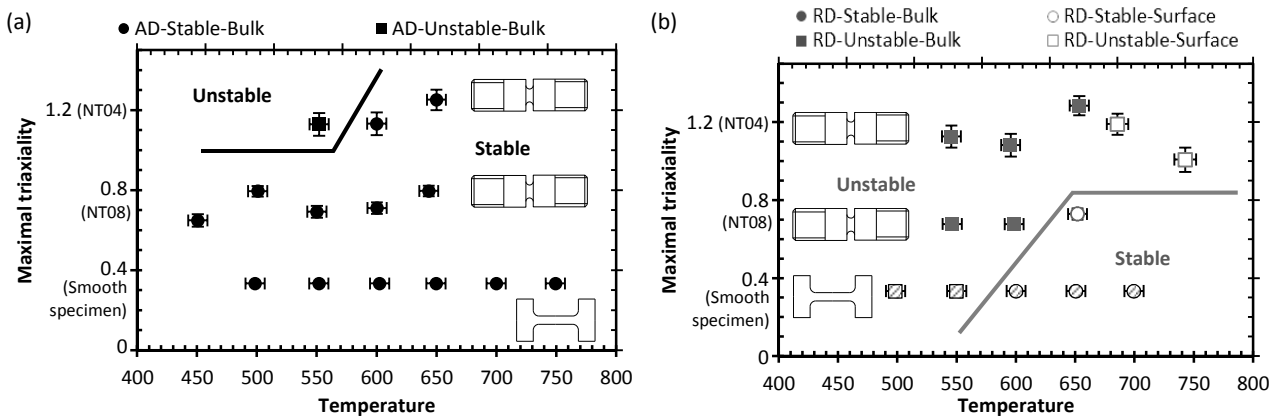 (a)
AD-Stable-Bulk
AD-Unstable-Bulk
Maximal triaxiality
1.2 (NT04)
0.8
(NT08)
0.4
(Smooth
specimen)
0
Unstable
Stable
400 450 500 550 600 650 700 750 800
Temperature
(b)
RD-Stable-Bulk
RD-Stable-Surface
RD-Unstable-Bulk
RD-Unstable-Surface
Maximal triaxiality
1.2 (NT04)
0.8
(NT08)
0.4
(Smooth
specimen)
0
Unstable
Stable
400 450 500 550 600 650 700 750 800
Temperature